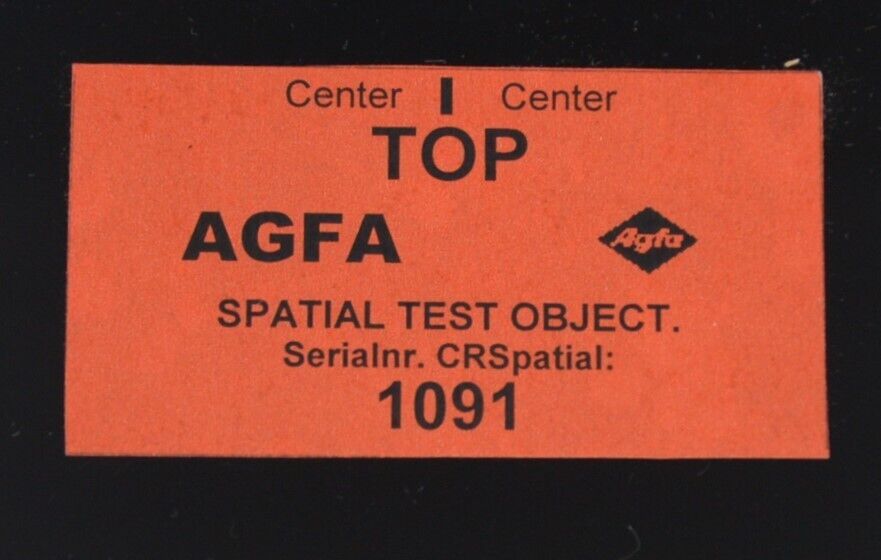 Center Center
TOP
AGFA Agfa
SPATIAL TEST OBJECT.
Serialnr. CRSpatial:
1091